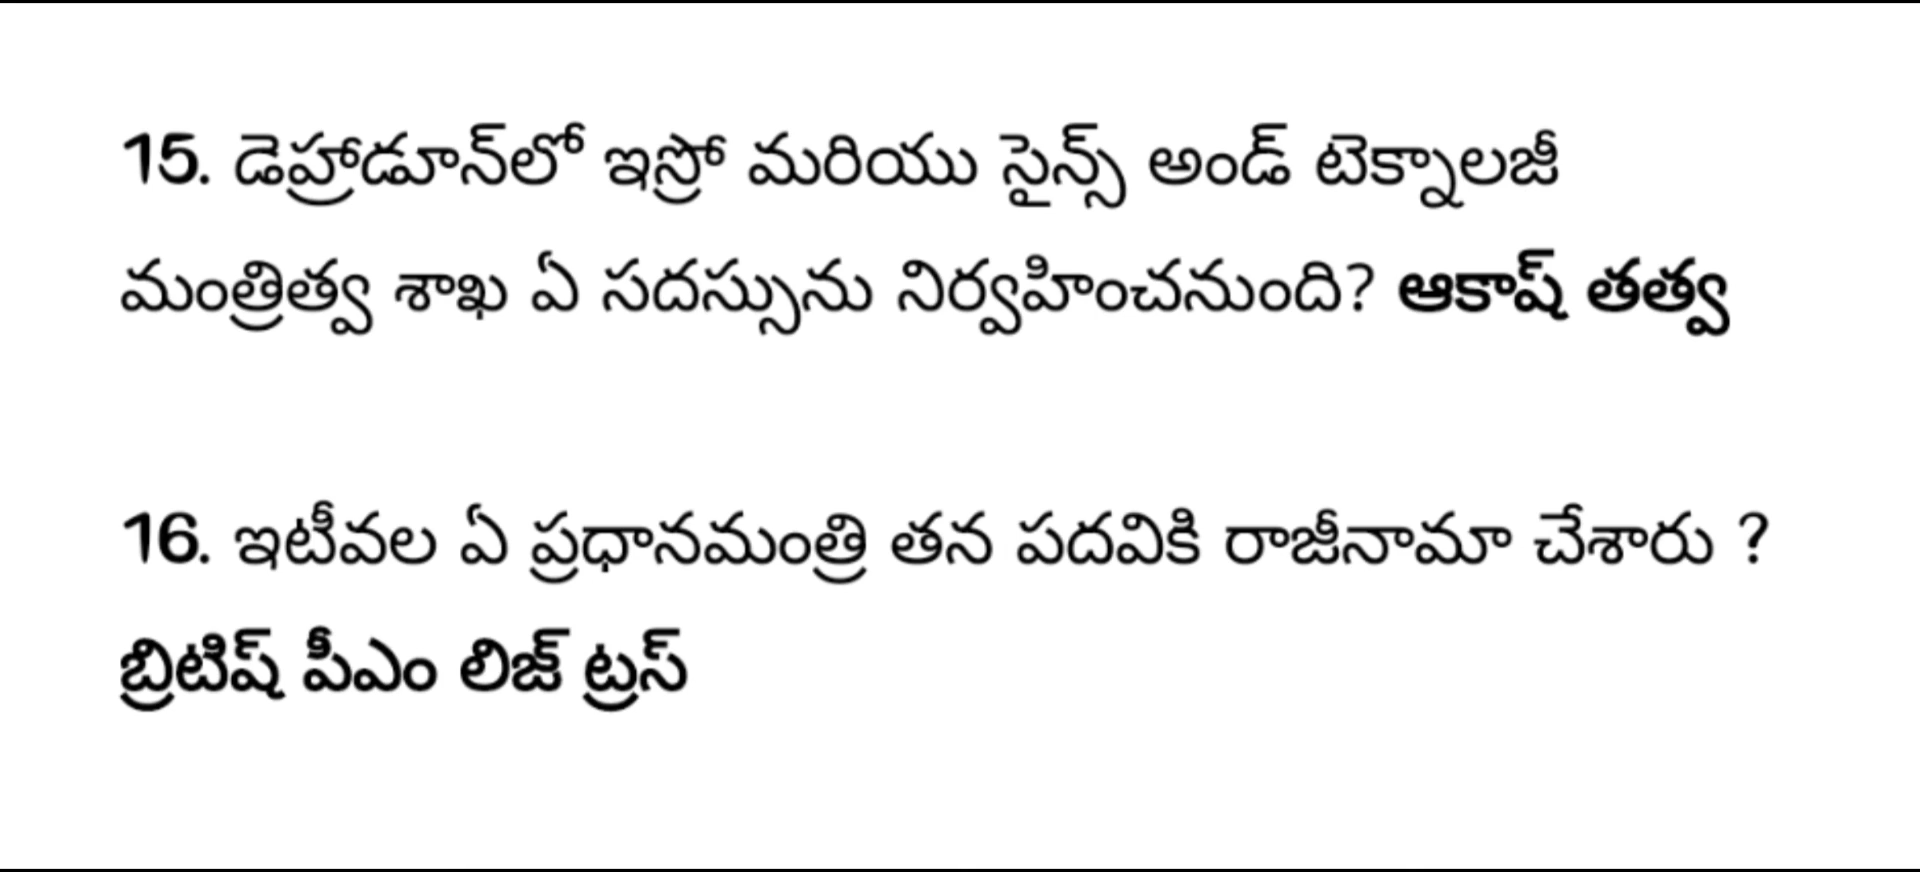 15. డెహ్రాడూన్‌లో ఇస్రో మరియు సైన్స్ అండ్ టెక్నాలజీ
మంత్రిత్వ శాఖ ఏ సదస్సును నిర్వహించనుంది? ఆకాష్ తత్వ
16. ఇటీవల ఏ ప్రధానమంత్రి తన పదవికి రాజీనామా చేశారు ?
బ్రిటిష్ పీఎం లిజ్ ట్రస్